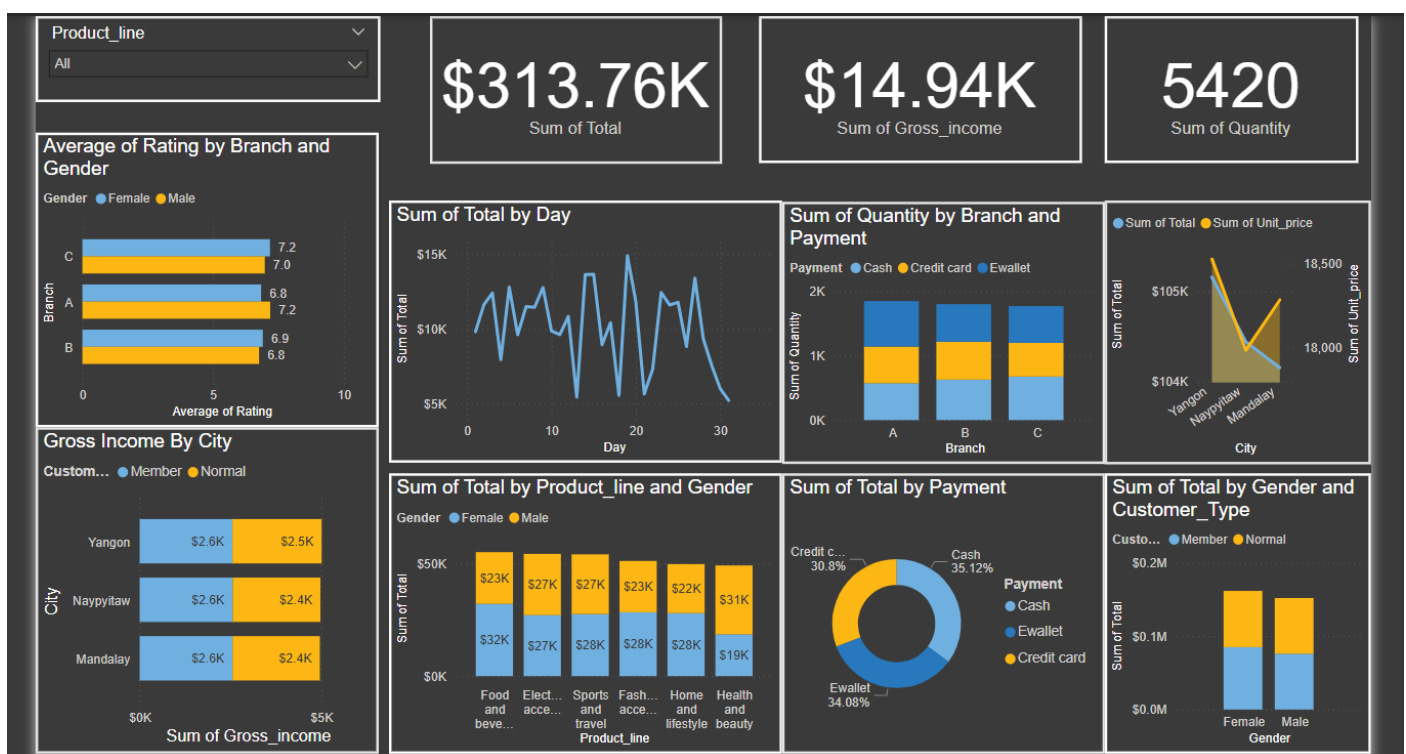 Product_line
All
$313.76K
Sum of Total
$14.94K
Sum of Gross_income
5420
Sum of Quantity
Average of Rating by Branch and
Gender
Gender Female Male
Branch
C
7.2
7.0
A
6.8
7.2
B
6.9
6.8
0 5 10
Average of Rating
Sum of Total by Day
Sum of Total
$15K
$10K
$5K
0 10 20 30
Day
Sum of Quantity by Branch and
Payment
Payment Cash Credit card Ewallet
Sum of Quantity
2K
1K
0K
A B C
Branch
Sum of Total Sum of Unit_price
Sum of Total
$105K
$104K
18,500
18,000
Sum of Unit_price
Yangon
Naypyitaw
Mandalay
City
Gross Income By City
Custom... Member Normal
City
Yangon $2.6K $2.5K
Naypyitaw $2.6K $2.4K
Mandalay $2.6K $2.4K
$0K $5K
Sum of Gross_income
Sum of Total by Product_line and Gender
Gender Female Male
Sum of Total
$50K
$0K
$23K $27K $27K $23K $22K $31K
$32K $27K $28K $28K $28K $19K
Food Elect... Sports Fash... Home Health
and acce... and acce... and and
beve... travel lifestyle beauty
Product_line
Sum of Total by Payment
Credit c...
30.8%
Cash
35.12%
Ewallet
34.08%
Payment
Cash
Ewallet
Credit card
Sum of Total by Gender and
Customer_Type
Custo... Member Normal
Sum of Total
$0.2M
$0.1M
$0.0M
Female Male
Gender